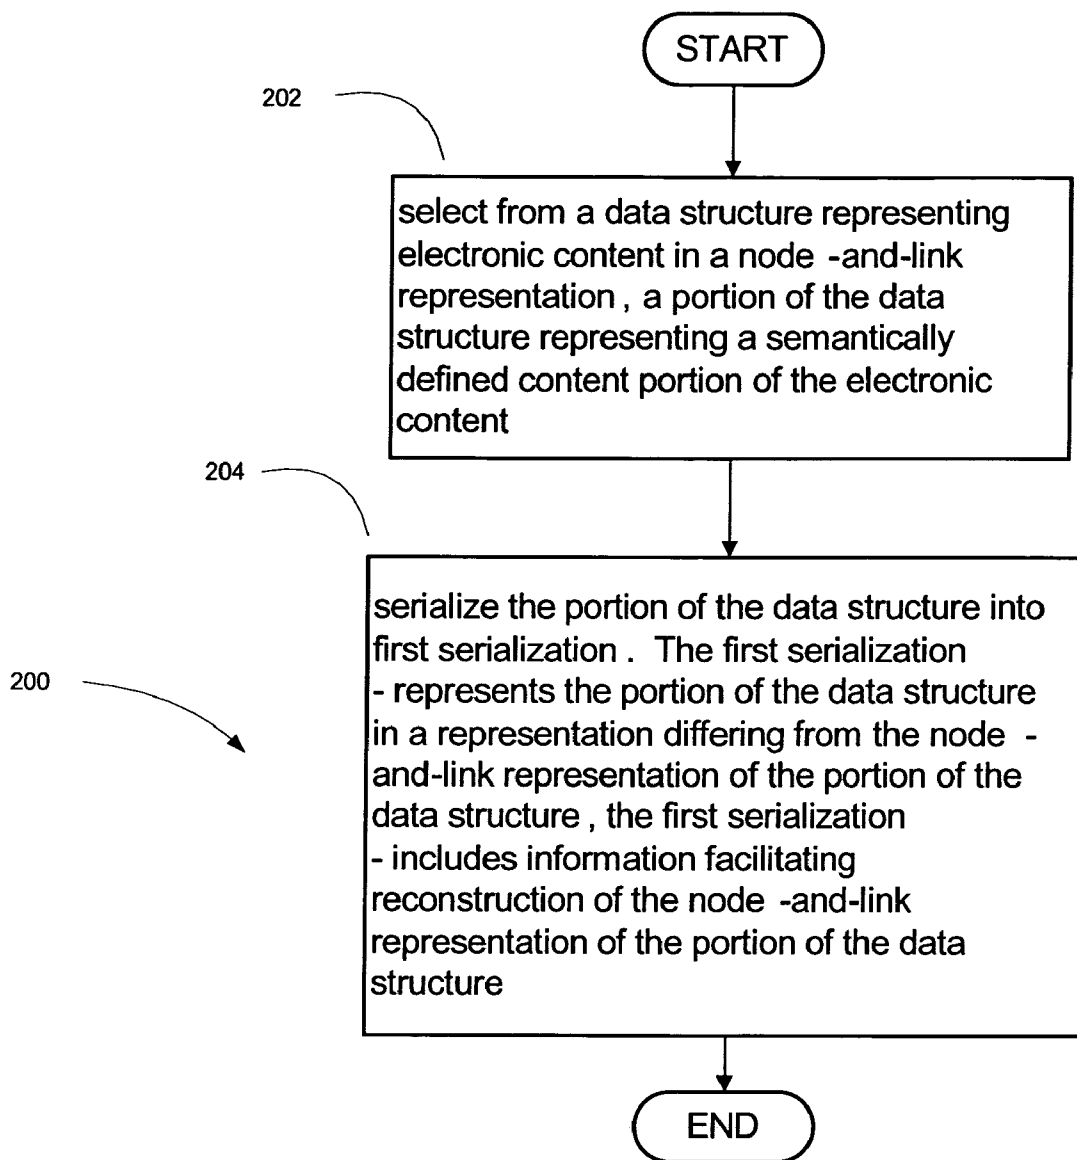 START
202
select from a data structure representing
electronic content in a node -and-link
representation , a portion of the data
structure representing a semantically
defined content portion of the electronic
content
204
serialize the portion of the data structure into
first serialization . The first serialization
- represents the portion of the data structure
in a representation differing from the node -
and-link representation of the portion of the
data structure , the first serialization
- includes information facilitating
reconstruction of the node -and-link
representation of the portion of the data
structure
200
END